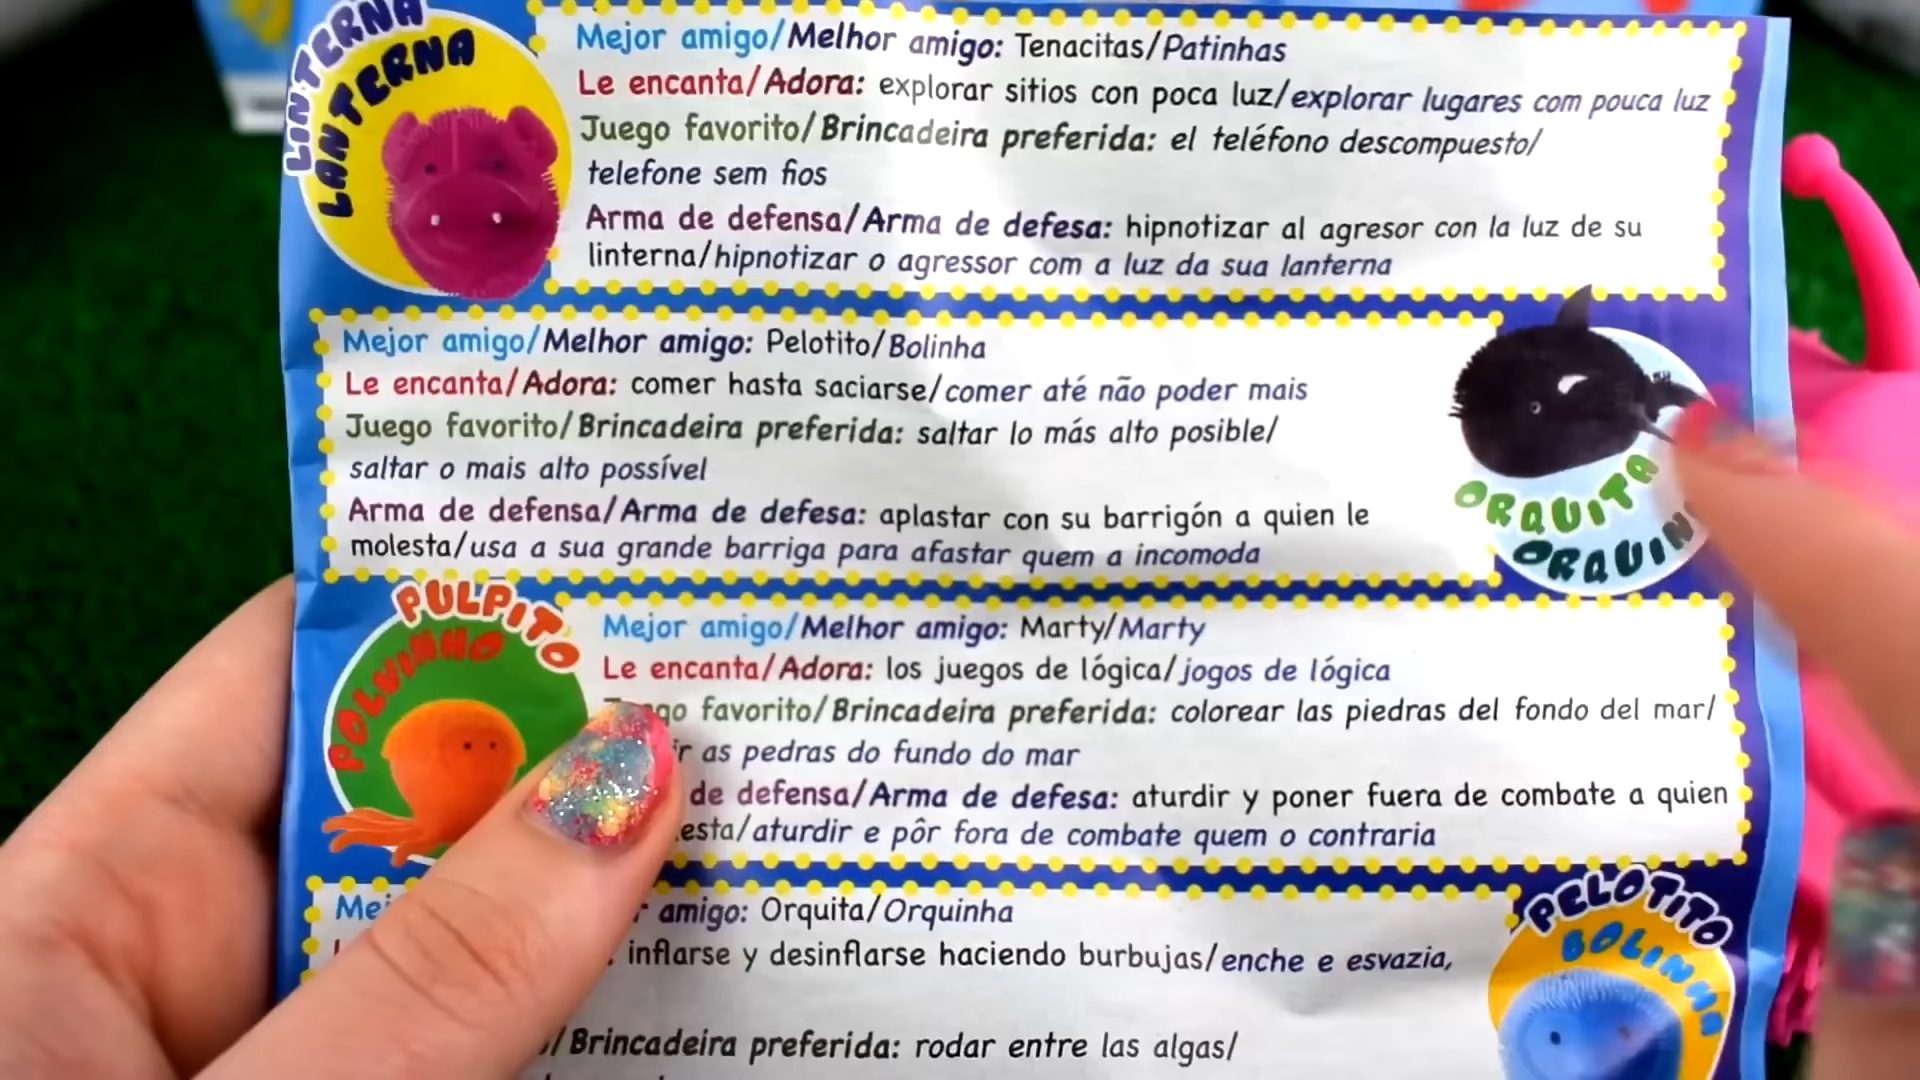 LINTERNA
LANTERNA
Mejor amigo/Melhor amigo: Tenacitas/Patinhas
Le encanta/Adora: explorar sitios con poca luz/explorar lugares com pouca luz
Juego favorito/Brincadeira preferida: el teléfono descompuesto/
telefone sem fios
Arma de defensa/Arma de defesa: hipnotizar al agresor con la luz de su
linterna/hipnotizar o agressor com a luz da sua lanterna
Mejor amigo/Melhor amigo: Pelotito/Bolinha
Le encanta/Adora: comer hasta saciarse/comer até não poder mais
Juego favorito/Brincadeira preferida: saltar lo más alto posible/
saltar o mais alto possível
Arma de defensa/Arma de defesa: aplastar con su barrigón a quien le
molesta/usa a sua grande barriga para afastar quem a incomoda
ORQUITA
PULPITO
POLVINHO
Mejor amigo/Melhor amigo: Marty/Marty
Le encanta/Adora: los juegos de lógica/jogos de lógica
favorito/Brincadeira preferida: colorear las piedras del fondo del mar/
as pedras do fundo do mar
de defensa/Arma de defesa: aturdir y poner fuera de combate a quien
/aturdir e pôr fora de combate quem o contraria
amigo: Orquita/Orquinha
inflarse y desinflarse haciendo burbujas/enche e esvazia,
/Brincadeira preferida: rodar entre las algas/
PELOTITO
BOLINHA